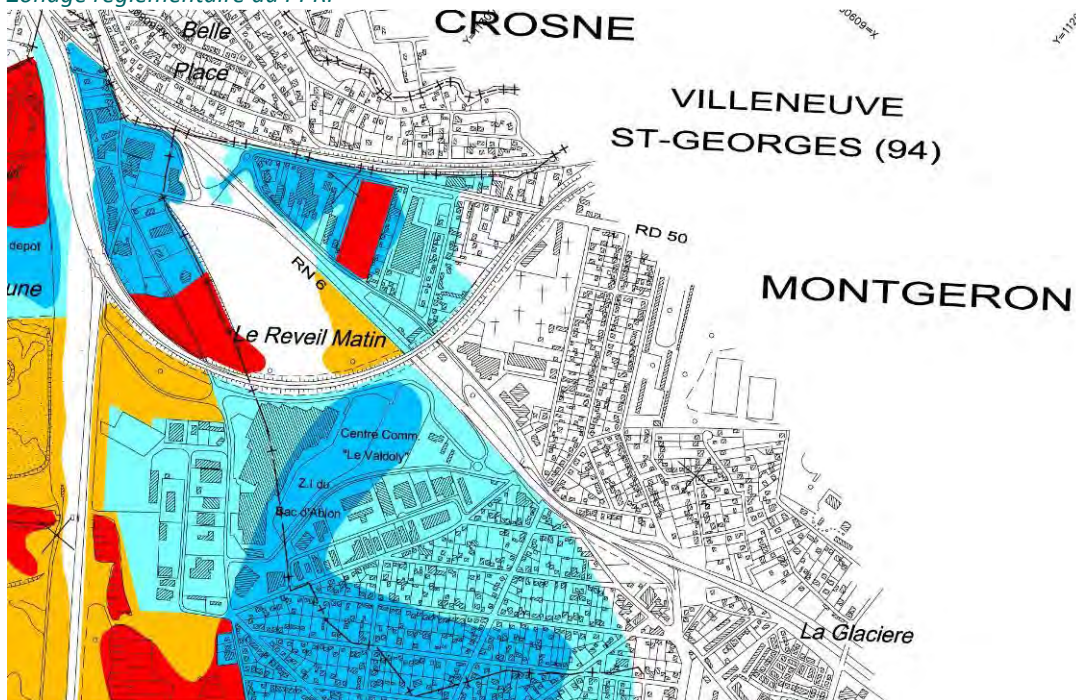 Zonage réglementaire du PPRI
CROSNE
Belle
Place
VILLENEUVE
ST-GEORGES (94)
RD 50
depot
une
RN 6
MONTGERON
Le Reveil Matin
Centre Comm.
"Le Valdoly"
Z.I du
Bac d'Ablon
La Glaciere